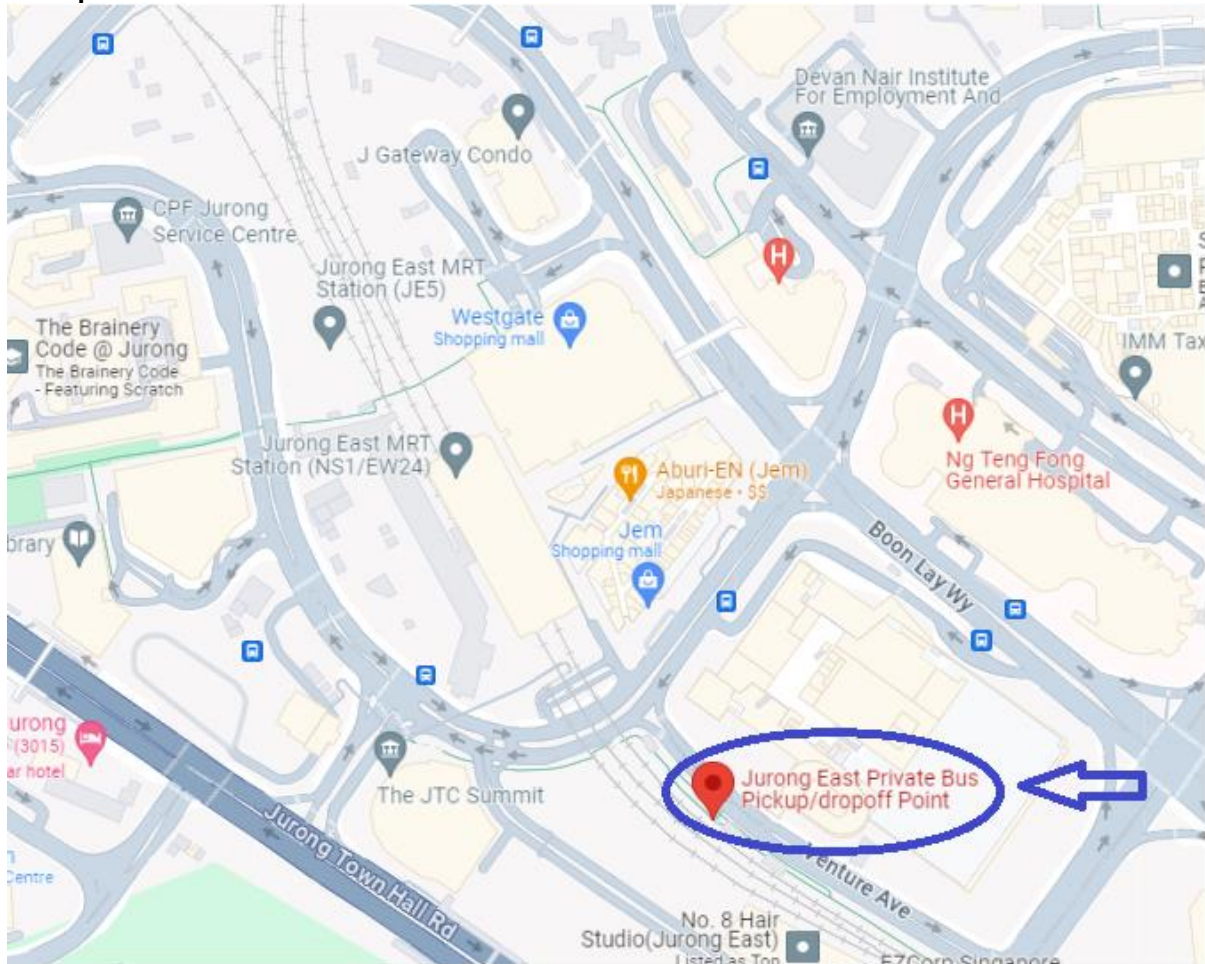 Devan Nair Institute
For Employment And
J Gateway Condo
CPF Jurong
Service Centre
H
Jurong East MRT
Station (JE5)
Westgate
Shopping mall
The Brainery
Code @ Jurong
The Brainery Code
- Featuring Scratch
IMM Tax
H
Ng Teng Fong
General Hospital
Jurong East MRT
Station (NS1/EW24)
Aburi-EN (Jem)
Japanese • $$
Jem
Shopping mall
brary
Boon Lay Wy
urong
(3015)
ar hotel
The JTC Summit
Jurong East Private Bus
Pickup/dropoff Point
Jurong Town Hall Rd
Venture Ave
Centre
No. 8 Hair
Studio(Jurong East)
Listed as Top
EZCorp Singapore